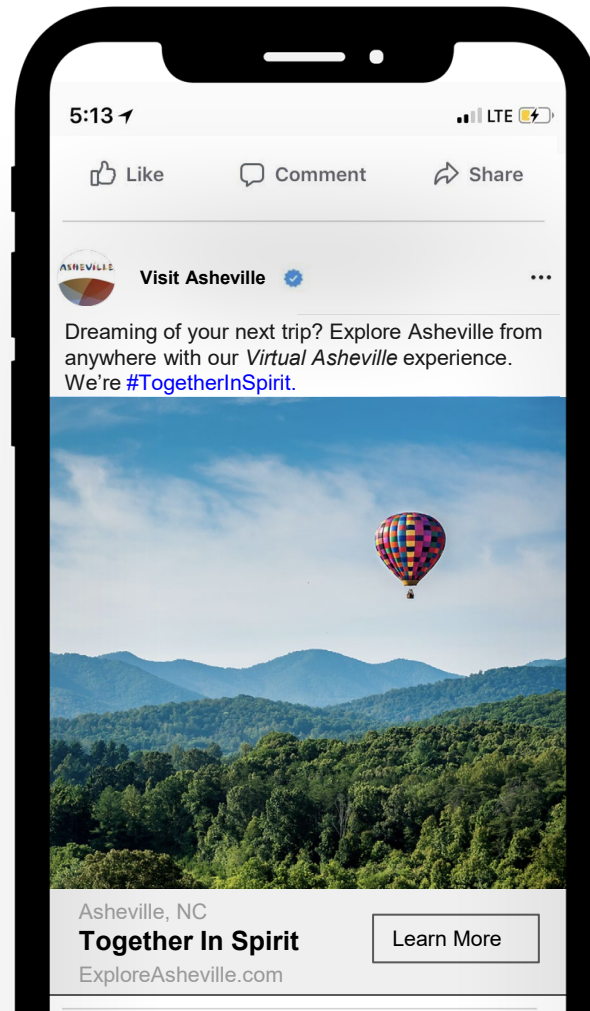 5:13
LTE
Like Comment Share
ASHEVILLE
Visit Asheville
Dreaming of your next trip? Explore Asheville from
anywhere with our Virtual Asheville experience.
We’re #TogetherInSpirit.
Asheville, NC
Together In Spirit
Learn More
ExploreAsheville.com